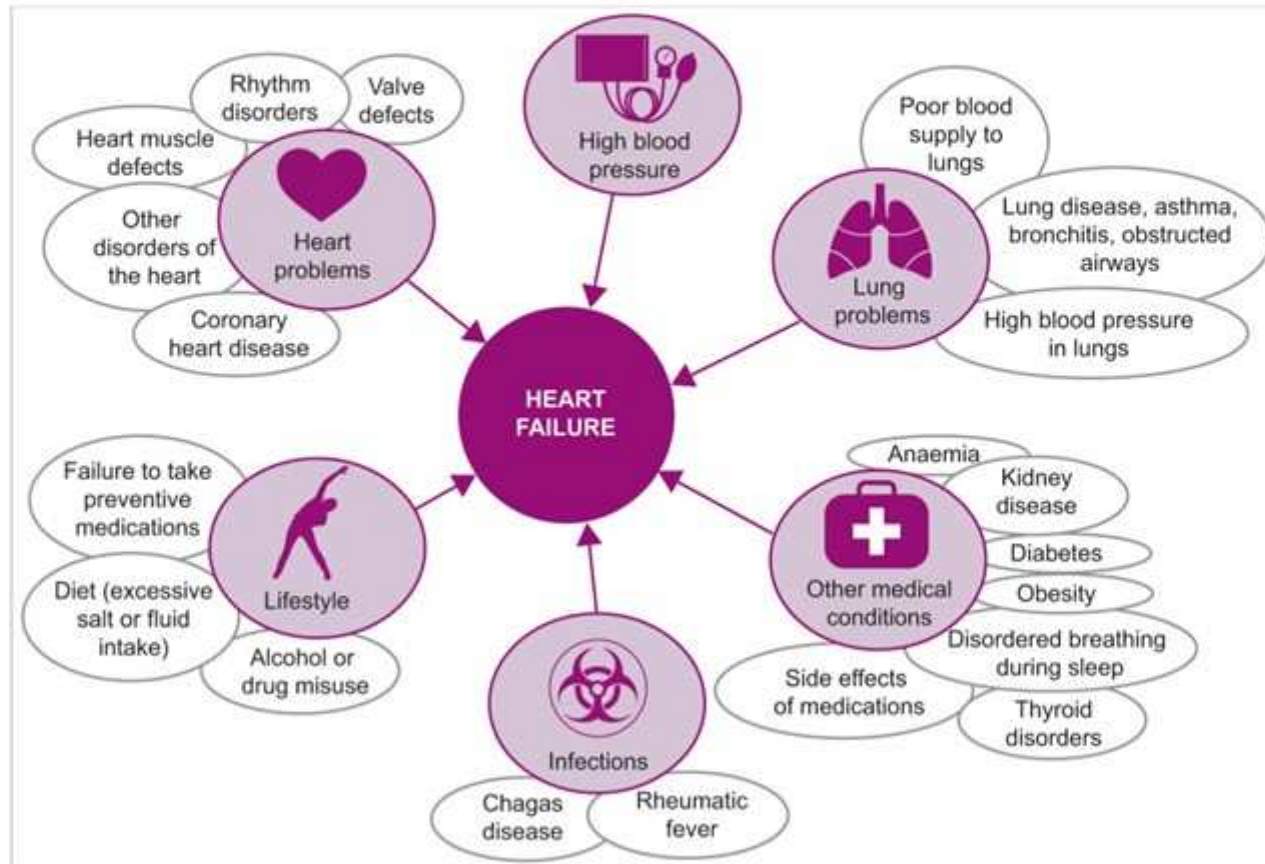 Rhythm
disorders
Valve
defects
Heart muscle
defects
Other
disorders of
the heart
Coronary
heart disease
Heart
problems
High blood
pressure
Poor blood
supply to
lungs
Lung disease, asthma,
bronchitis, obstructed
airways
High blood pressure
in lungs
Lung
problems
HEART
FAILURE
Failure to take
preventive
medications
Diet (excessive
salt or fluid
intake)
Alcohol or
drug misuse
Lifestyle
Infections
Chagas
disease
Rheumatic
fever
Anaemia
Kidney
disease
Diabetes
Obesity
Disordered breathing
during sleep
Thyroid
disorders
Side effects
of medications
Other medical
conditions